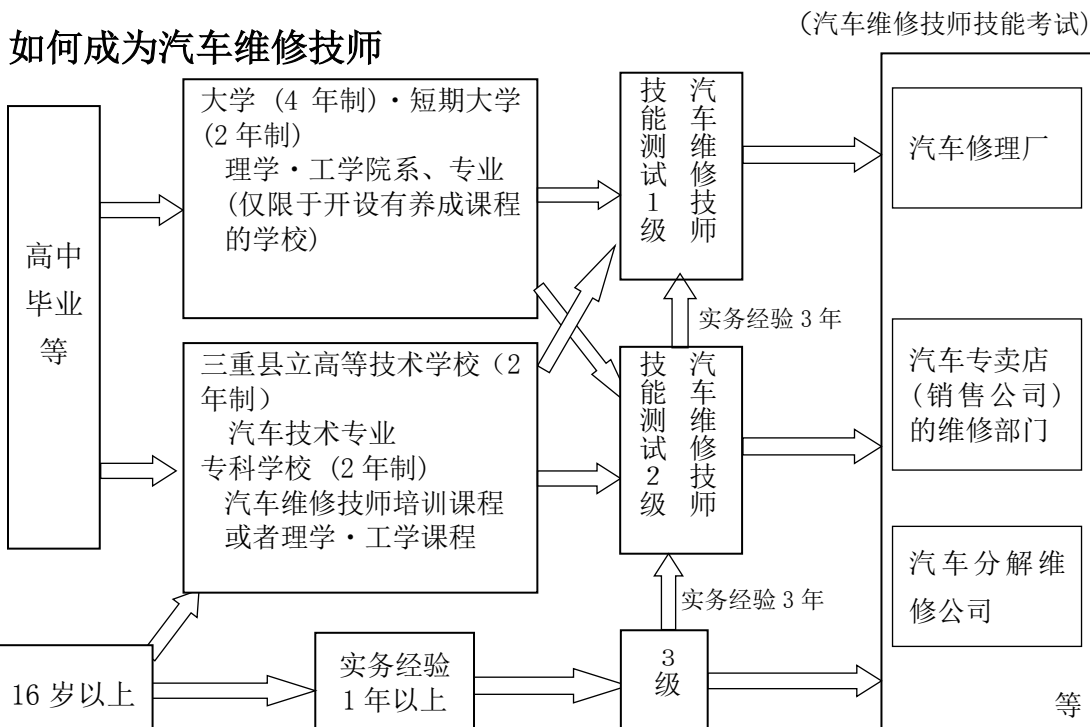 (汽车维修技师技能考试)
如何成为汽车维修技师
高中
毕业
等
大学 (4 年制)・短期大学
(2 年制)
理学・工学院系、专业
(仅限于开设有养成课程
的学校)
三重县立高等技术学校（2
年制）
汽车技术专业
专科学校 (2 年制)
汽车维修技师培训课程
或者理学・工学课程
16 岁以上
实务经验
1 年以上
汽车维修技师
技能测试1级
实务经验 3 年
汽车维修技师
技能测试2级
实务经验 3 年
3
级
汽车修理厂
汽车专卖店
(销售公司)
的维修部门
汽车分解维
修公司
等